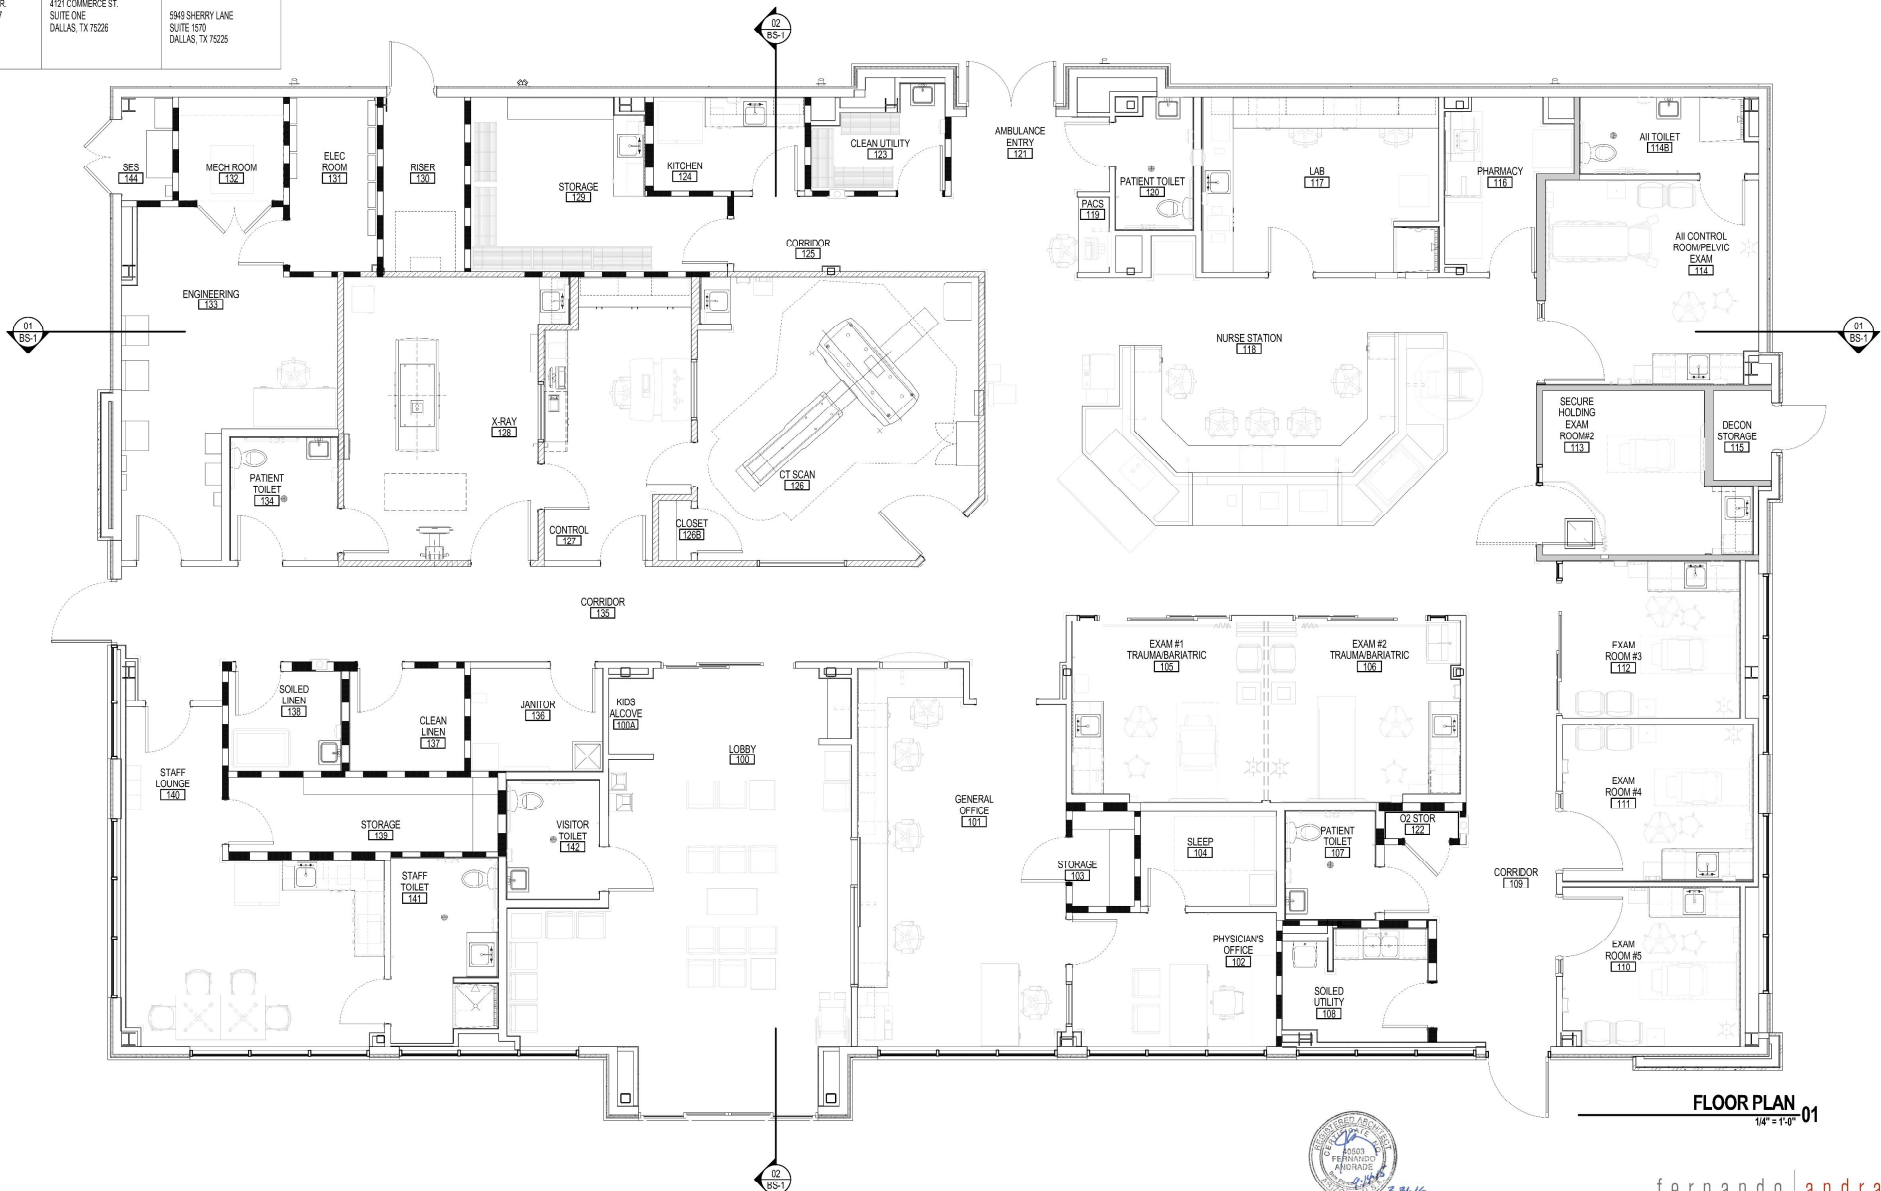 4121 COMMERCE ST.
SUITE ONE
DALLAS, TX 75226
5949 SHERRY LANE
SUITE 1570
DALLAS, TX 75225
02
BS-1
SES
144
MECH ROOM
132
ELEC
ROOM
131
RISER
130
STORAGE
129
KITCHEN
124
CLEAN UTILITY
123
AMBULANCE
ENTRY
121
PATIENT TOILET
120
PACS
119
LAB
117
PHARMACY
116
AII TOILET
114B
AII CONTROL
ROOM/PELVIC
EXAM
114
CORRIDOR
125
ENGINEERING
133
01
BS-1
NURSE STATION
118
01
BS-1
X-RAY
128
CT SCAN
126
SECURE
HOLDING
EXAM
ROOM#2
113
DECON
STORAGE
115
PATIENT
TOILET
134
CONTROL
127
CLOSET
126B
CORRIDOR
135
EXAM #1
TRAUMA/BARIATRIC
105
EXAM #2
TRAUMA/BARIATRIC
106
EXAM
ROOM #3
112
SOILED
LINEN
138
CLEAN
LINEN
137
JANITOR
136
KIDS
ALCOVE
100A
LOBBY
100
STAFF
LOUNGE
140
STORAGE
139
VISITOR
TOILET
142
GENERAL
OFFICE
101
EXAM
ROOM #4
111
STAFF
TOILET
141
STORAGE
103
SLEEP
104
PATIENT
TOILET
107
O2 STOR
122
CORRIDOR
109
PHYSICIAN'S
OFFICE
102
SOILED
UTILITY
108
EXAM
ROOM #5
110
FLOOR PLAN 01
1/4" = 1'-0"
REGISTERED ARCHITECT
CERTIFICATE NO.
40503
FERNANDO
ANDRADE
02
BS-1
fernando | andra